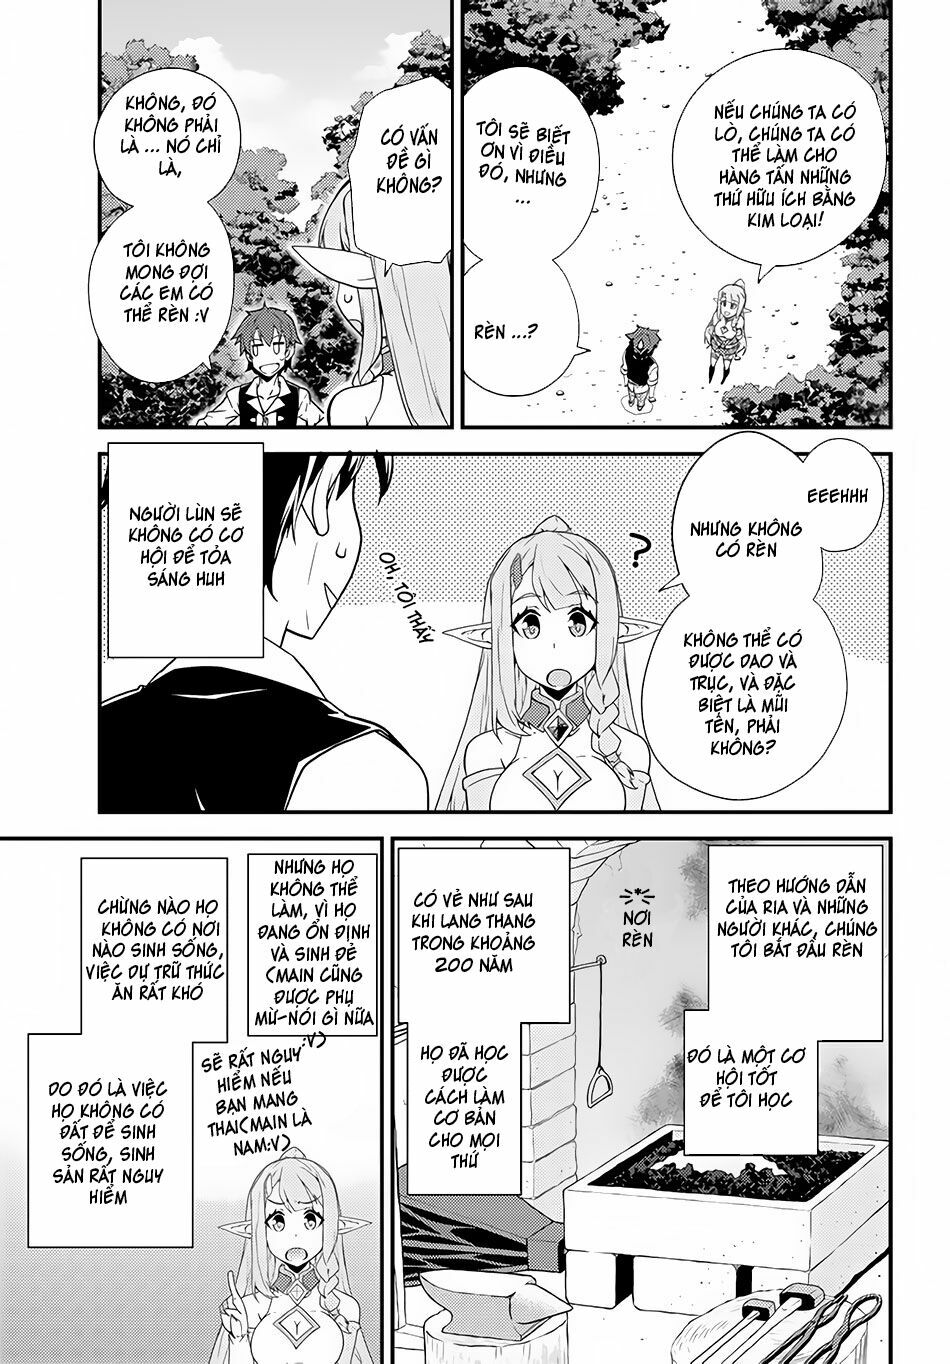 NẾU CHÚNG TA CÓ
LÒ, CHÚNG TA CÓ
THỂ LÀM CHO
HÀNG TẤN NHỮNG
THỨ HỮU ÍCH BẰNG
KIM LOẠI!
TÔI SẼ BIẾT
ƠN VÌ ĐIỀU
ĐÓ, NHƯNG
...
RÈN ...?
CÓ VẤN
ĐỀ GÌ
KHÔNG?
KHÔNG, ĐÓ
KHÔNG PHẢI
LÀ ... NÓ CHỈ
LÀ,
TÔI KHÔNG
MONG ĐỢI
CÁC EM CÓ
THỂ RÈN :V
EEEHHH
NHƯNG KHÔNG
CÓ RÈN
KHÔNG THỂ CÓ
ĐƯỢC DAO VÀ
TRỤC, VÀ ĐẶC
BIỆT LÀ MŨI
TÊN, PHẢI
KHÔNG?
?
OH, TÔI THẤY
NGƯỜI LÙN SẼ
KHÔNG CÓ CƠ
HỘI ĐỂ TỎA
SÁNG HUH
THEO HƯỚNG DẪN
CỦA RIA VÀ NHỮNG
NGƯỜI KHÁC, CHÚNG
TÔI BẮT ĐẦU RÈN
ĐÓ LÀ MỘT CƠ
HỘI TỐT
ĐỂ TÔI HỌC
NƠI
RÈN
CÓ VẺ NHƯ SAU
KHI LANG THANG
TRONG KHOẢNG
200 NĂM
HỌ ĐÃ HỌC
ĐƯỢC
CÁCH LÀM
CƠ BẢN
CHO MỌI
THỨ
NHƯNG HỌ
KHÔNG THỂ
LÀM, VÌ HỌ
ĐANG ỔN ĐỊNH
VÀ SINH ĐẺ
(MAIN CŨNG
ĐƯỢC PHỤ
MỪ-NÓI GÌ NỮA
:V)
SẼ RẤT NGUY
HIỂM NẾU
BẠN MANG
THAI(MAIN LÀ
NAM:V)
CHỪNG NÀO HỌ
KHÔNG CÓ NƠI
NÀO SINH SỐNG,
VIỆC DỰ TRỮ THỨC
ĂN RẤT KHÓ
DO ĐÓ LÀ VIỆC
HỌ KHÔNG CÓ
ĐẤT ĐỂ SINH
SỐNG, SINH
SẢN RẤT NGUY
HIỂM